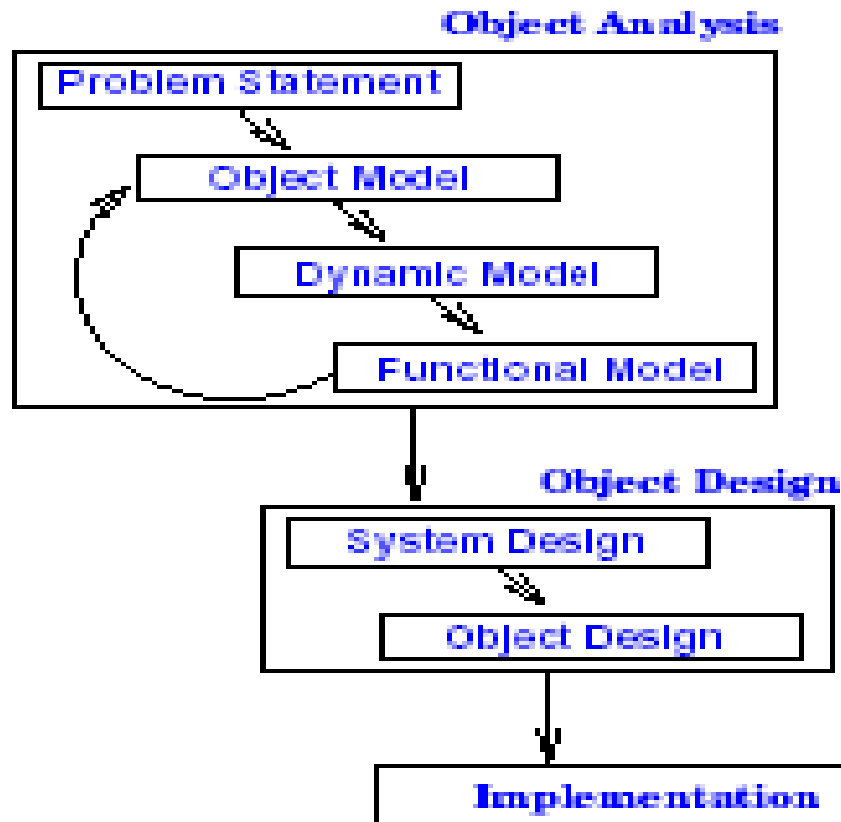 Object Analysis
Problem Statement
Object Model
Dynamic Model
Functional Model
Object Design
System Design
Object Design
Implementation